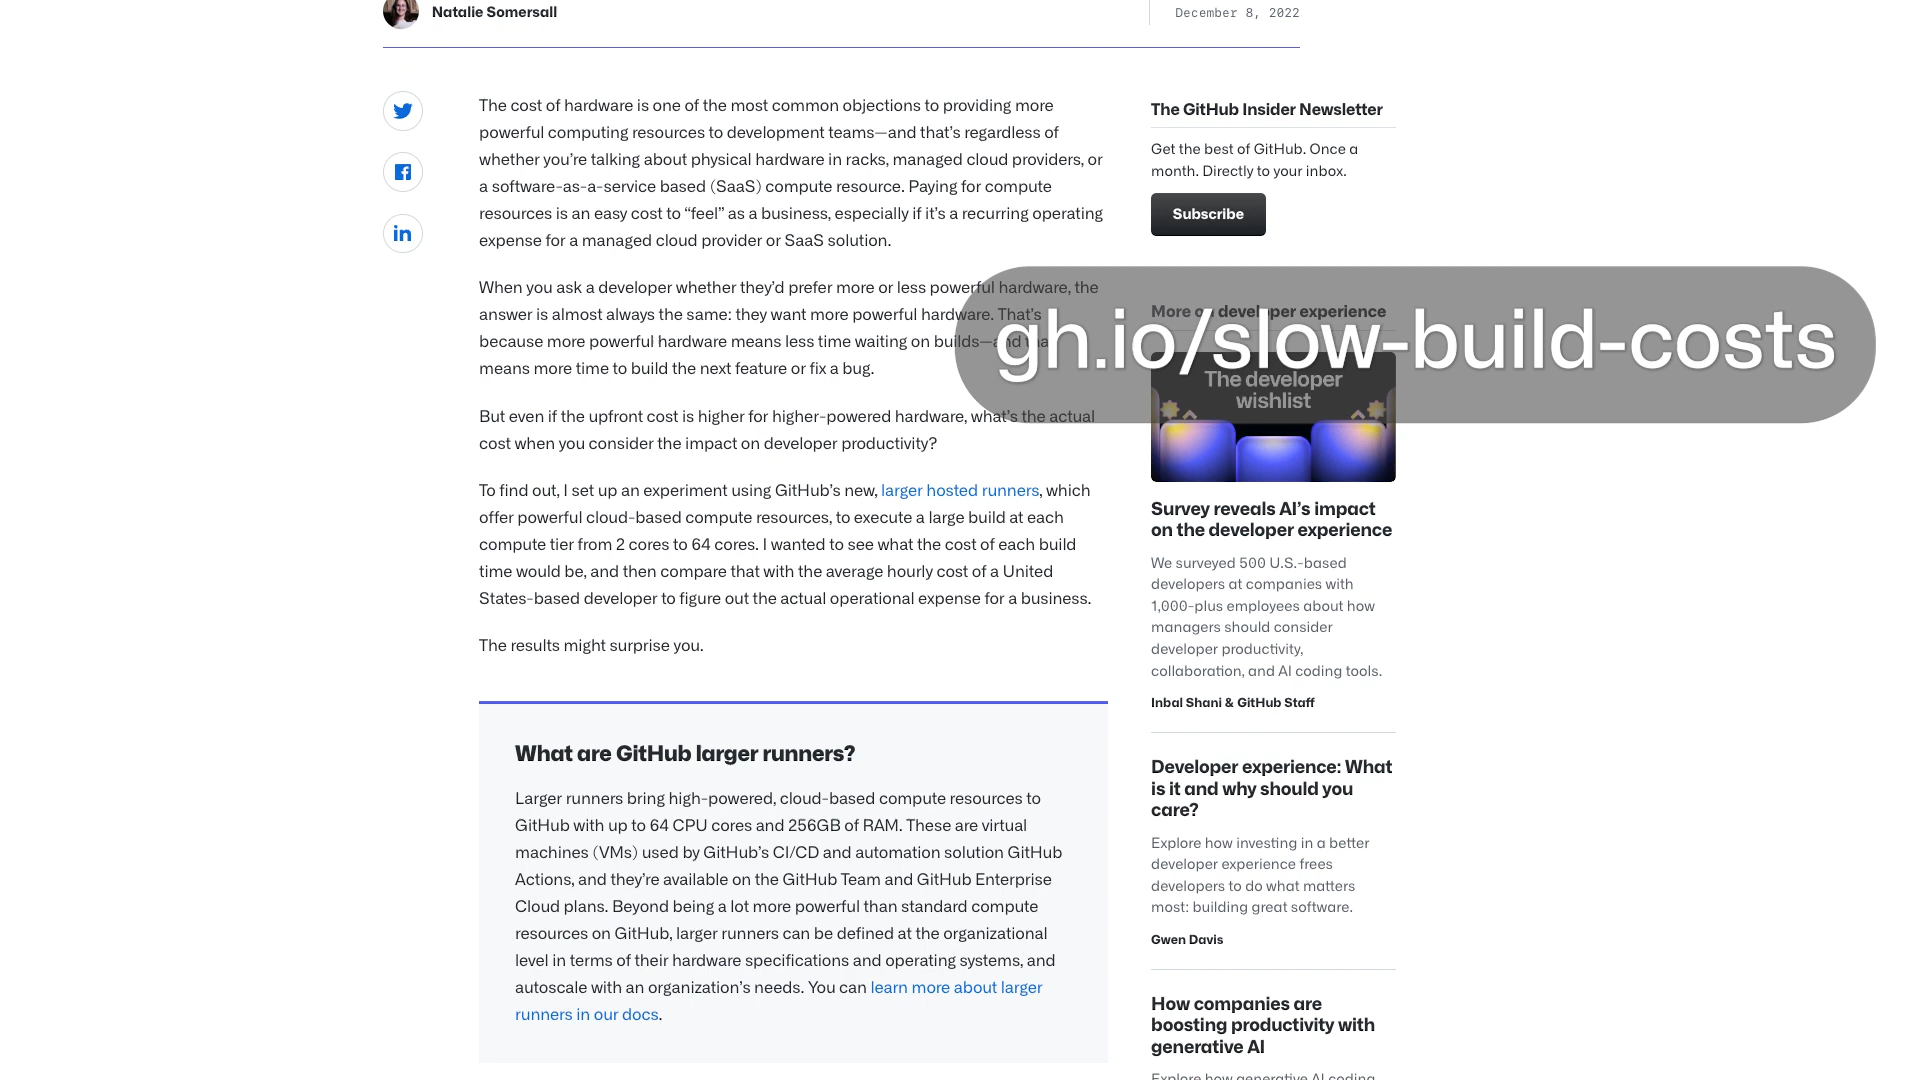 Natalie Somersall
December 8, 2022
The cost of hardware is one of the most common objections to providing more
powerful computing resources to development teams—and that’s regardless of
whether you’re talking about physical hardware in racks, managed cloud providers, or
a software-as-a-service based (SaaS) compute resource. Paying for compute
resources is an easy cost to “feel” as a business, especially if it’s a recurring operating
expense for a managed cloud provider or SaaS solution.
When you ask a developer whether they’d prefer more or less powerful hardware, the
answer is almost always the same: they want more powerful hardware. That’s
because more powerful hardware means less time waiting on builds—and that
means more time to build the next feature or fix a bug.
But even if the upfront cost is higher for higher-powered hardware, what’s the actual
cost when you consider the impact on developer productivity?
To find out, I set up an experiment using GitHub’s new, larger hosted runners, which
offer powerful cloud-based compute resources, to execute a large build at each
compute tier from 2 cores to 64 cores. I wanted to see what the cost of each build
time would be, and then compare that with the average hourly cost of a United
States-based developer to figure out the actual operational expense for a business.
The results might surprise you.
What are GitHub larger runners?
Larger runners bring high-powered, cloud-based compute resources to
GitHub with up to 64 CPU cores and 256GB of RAM. These are virtual
machines (VMs) used by GitHub’s CI/CD and automation solution GitHub
Actions, and they’re available on the GitHub Team and GitHub Enterprise
Cloud plans. Beyond being a lot more powerful than standard compute
resources on GitHub, larger runners can be defined at the organizational
level in terms of their hardware specifications and operating systems, and
autoscale with an organization’s needs. You can learn more about larger
runners in our docs.
The GitHub Insider Newsletter
Get the best of GitHub. Once a
month. Directly to your inbox.
Subscribe
More on developer experience
gh.io/slow-build-costs
The developer
wishlist
Survey reveals AI’s impact
on the developer experience
We surveyed 500 U.S.-based
developers at companies with
1,000-plus employees about how
managers should consider
developer productivity,
collaboration, and AI coding tools.
Inbal Shani & GitHub Staff
Developer experience: What
is it and why should you
care?
Explore how investing in a better
developer experience frees
developers to do what matters
most: building great software.
Gwen Davis
How companies are
boosting productivity with
generative AI
Explore how generative AI coding